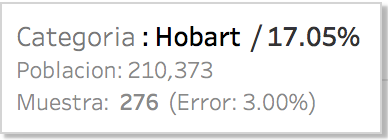 Categoria : Hobart / 17.05%
Poblacion: 210,373
Muestra: 276 (Error: 3.00%)